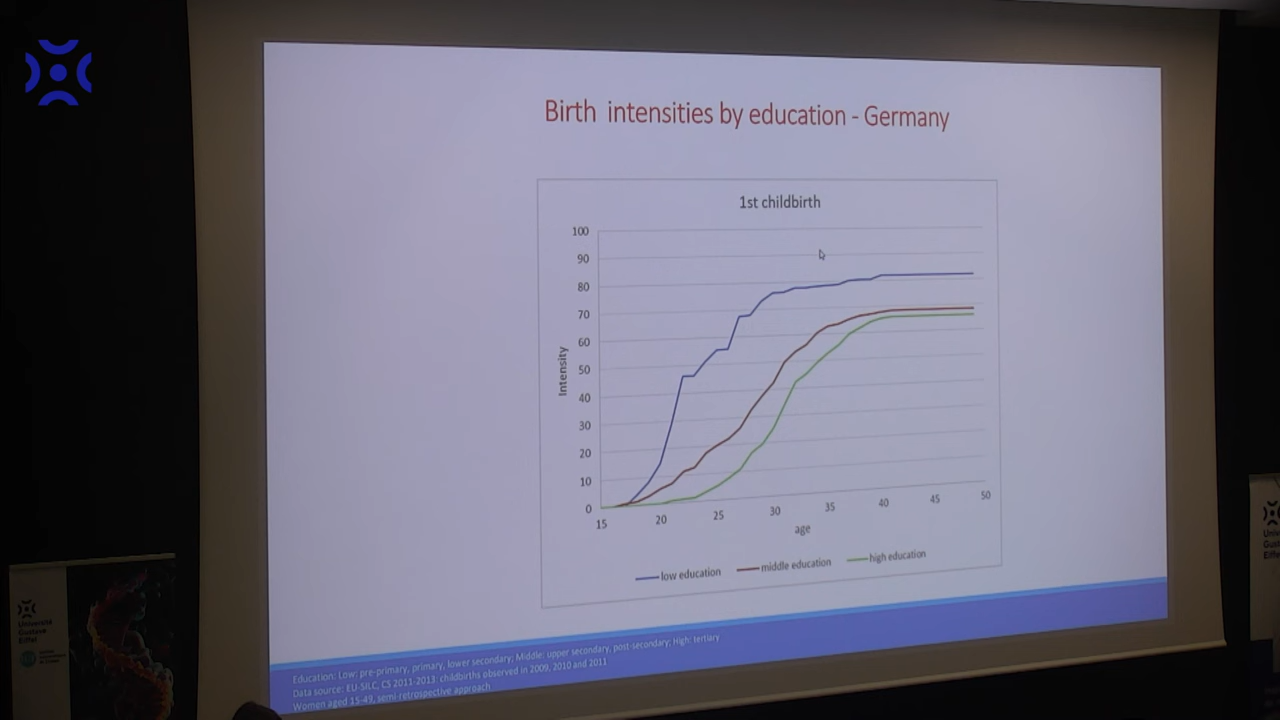 Birth intensities by education - Germany
1st childbirth
100
90
80
70
60
50
40
30
20
10
0
Intensity
15
20
25
30
35
40
45
50
age
low education
middle education
high education
Education: Low: pre-primary, primary, lower secondary; Middle: upper secondary, post-secondary; High: tertiary
Data source: EU-SILC, CS 2011-2013: childbirths observed in 2009, 2010 and 2011
Women aged 15-49, semi-retrospective approach
Université
Gustave
Eiffel